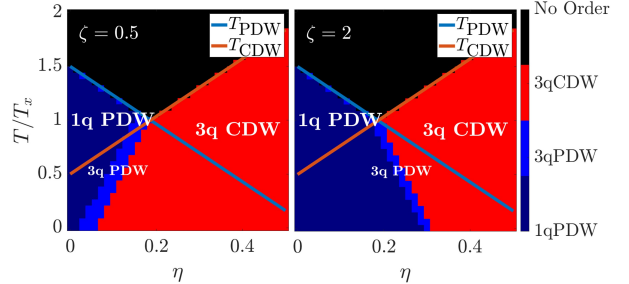 2
1.5
1
0.5
0
T/Tₓ
ζ = 0.5
T_PDW
T_CDW
1q PDW
3q CDW
3q PDW
0
0.2
0.4
η
ζ = 2
T_PDW
T_CDW
1q PDW
3q CDW
3q PDW
0
0.2
0.4
η
No Order
3qCDW
3qPDW
1qPDW